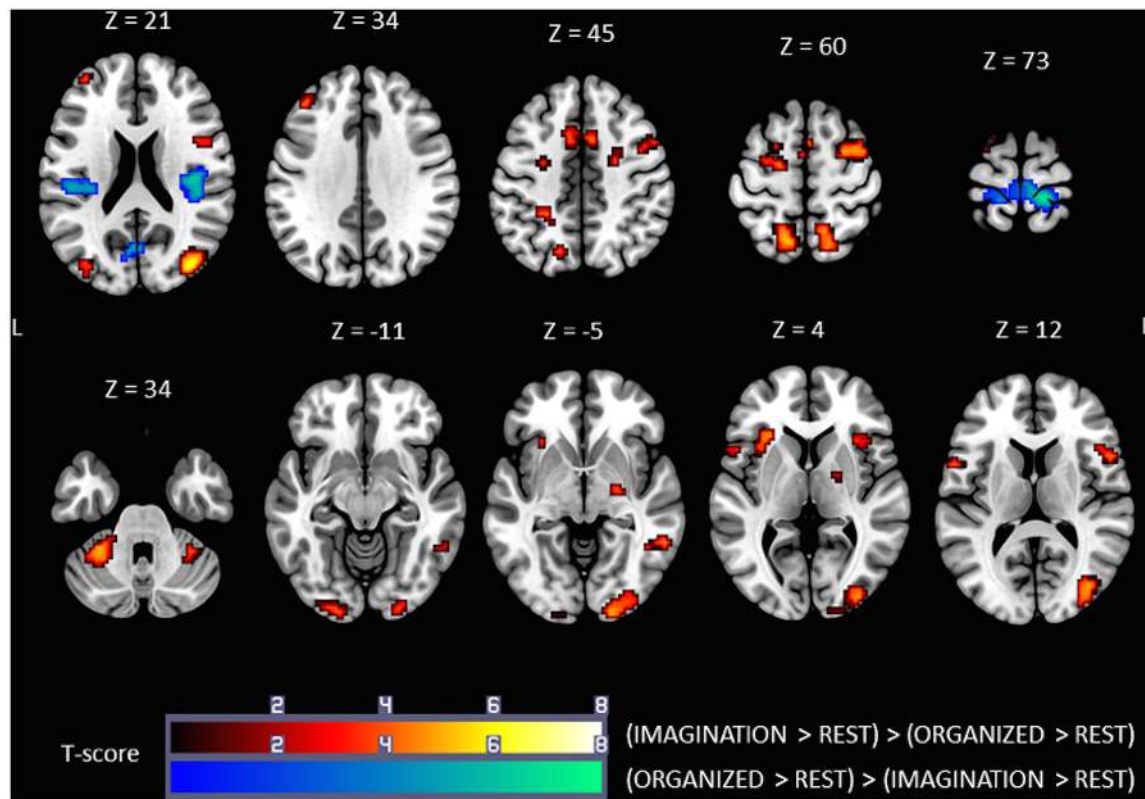 Z = 21
Z = 34
Z = 45
Z = 60
Z = 73
L
Z = 34
Z = -11
Z = -5
Z = 4
Z = 12
2 4 6 8
T-score
2 4 6 8
(IMAGINATION > REST) > (ORGANIZED > REST)
(ORGANIZED > REST) > (IMAGINATION > REST)